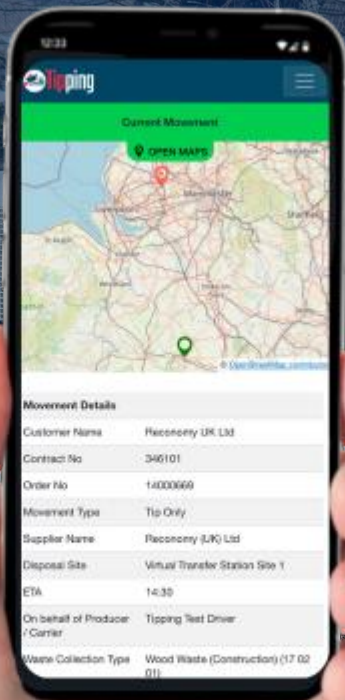 12:33
Tipping
Current Movement
OPEN MAPS
Manchester
© OpenStreetMap contributors
Movement Details
Customer Name Reconomy UK Ltd
Contract No 346101
Order No 14000669
Movement Type Tip Only
Supplier Name Reconomy (UK) Ltd
Disposal Site Virtual Transfer Station Site 1
ETA 14:30
On behalf of Producer Tipping Test Driver
/ Carrier
Waste Collection Type Wood Waste (Construction) (17 02
01)